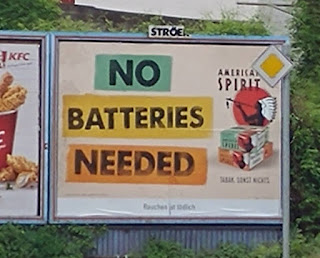 STRÖER
KFC
NO
BATTERIES
NEEDED
AMERICAN
SPIRIT
TABAK. SONST NICHTS.
Rauchen ist tödlich